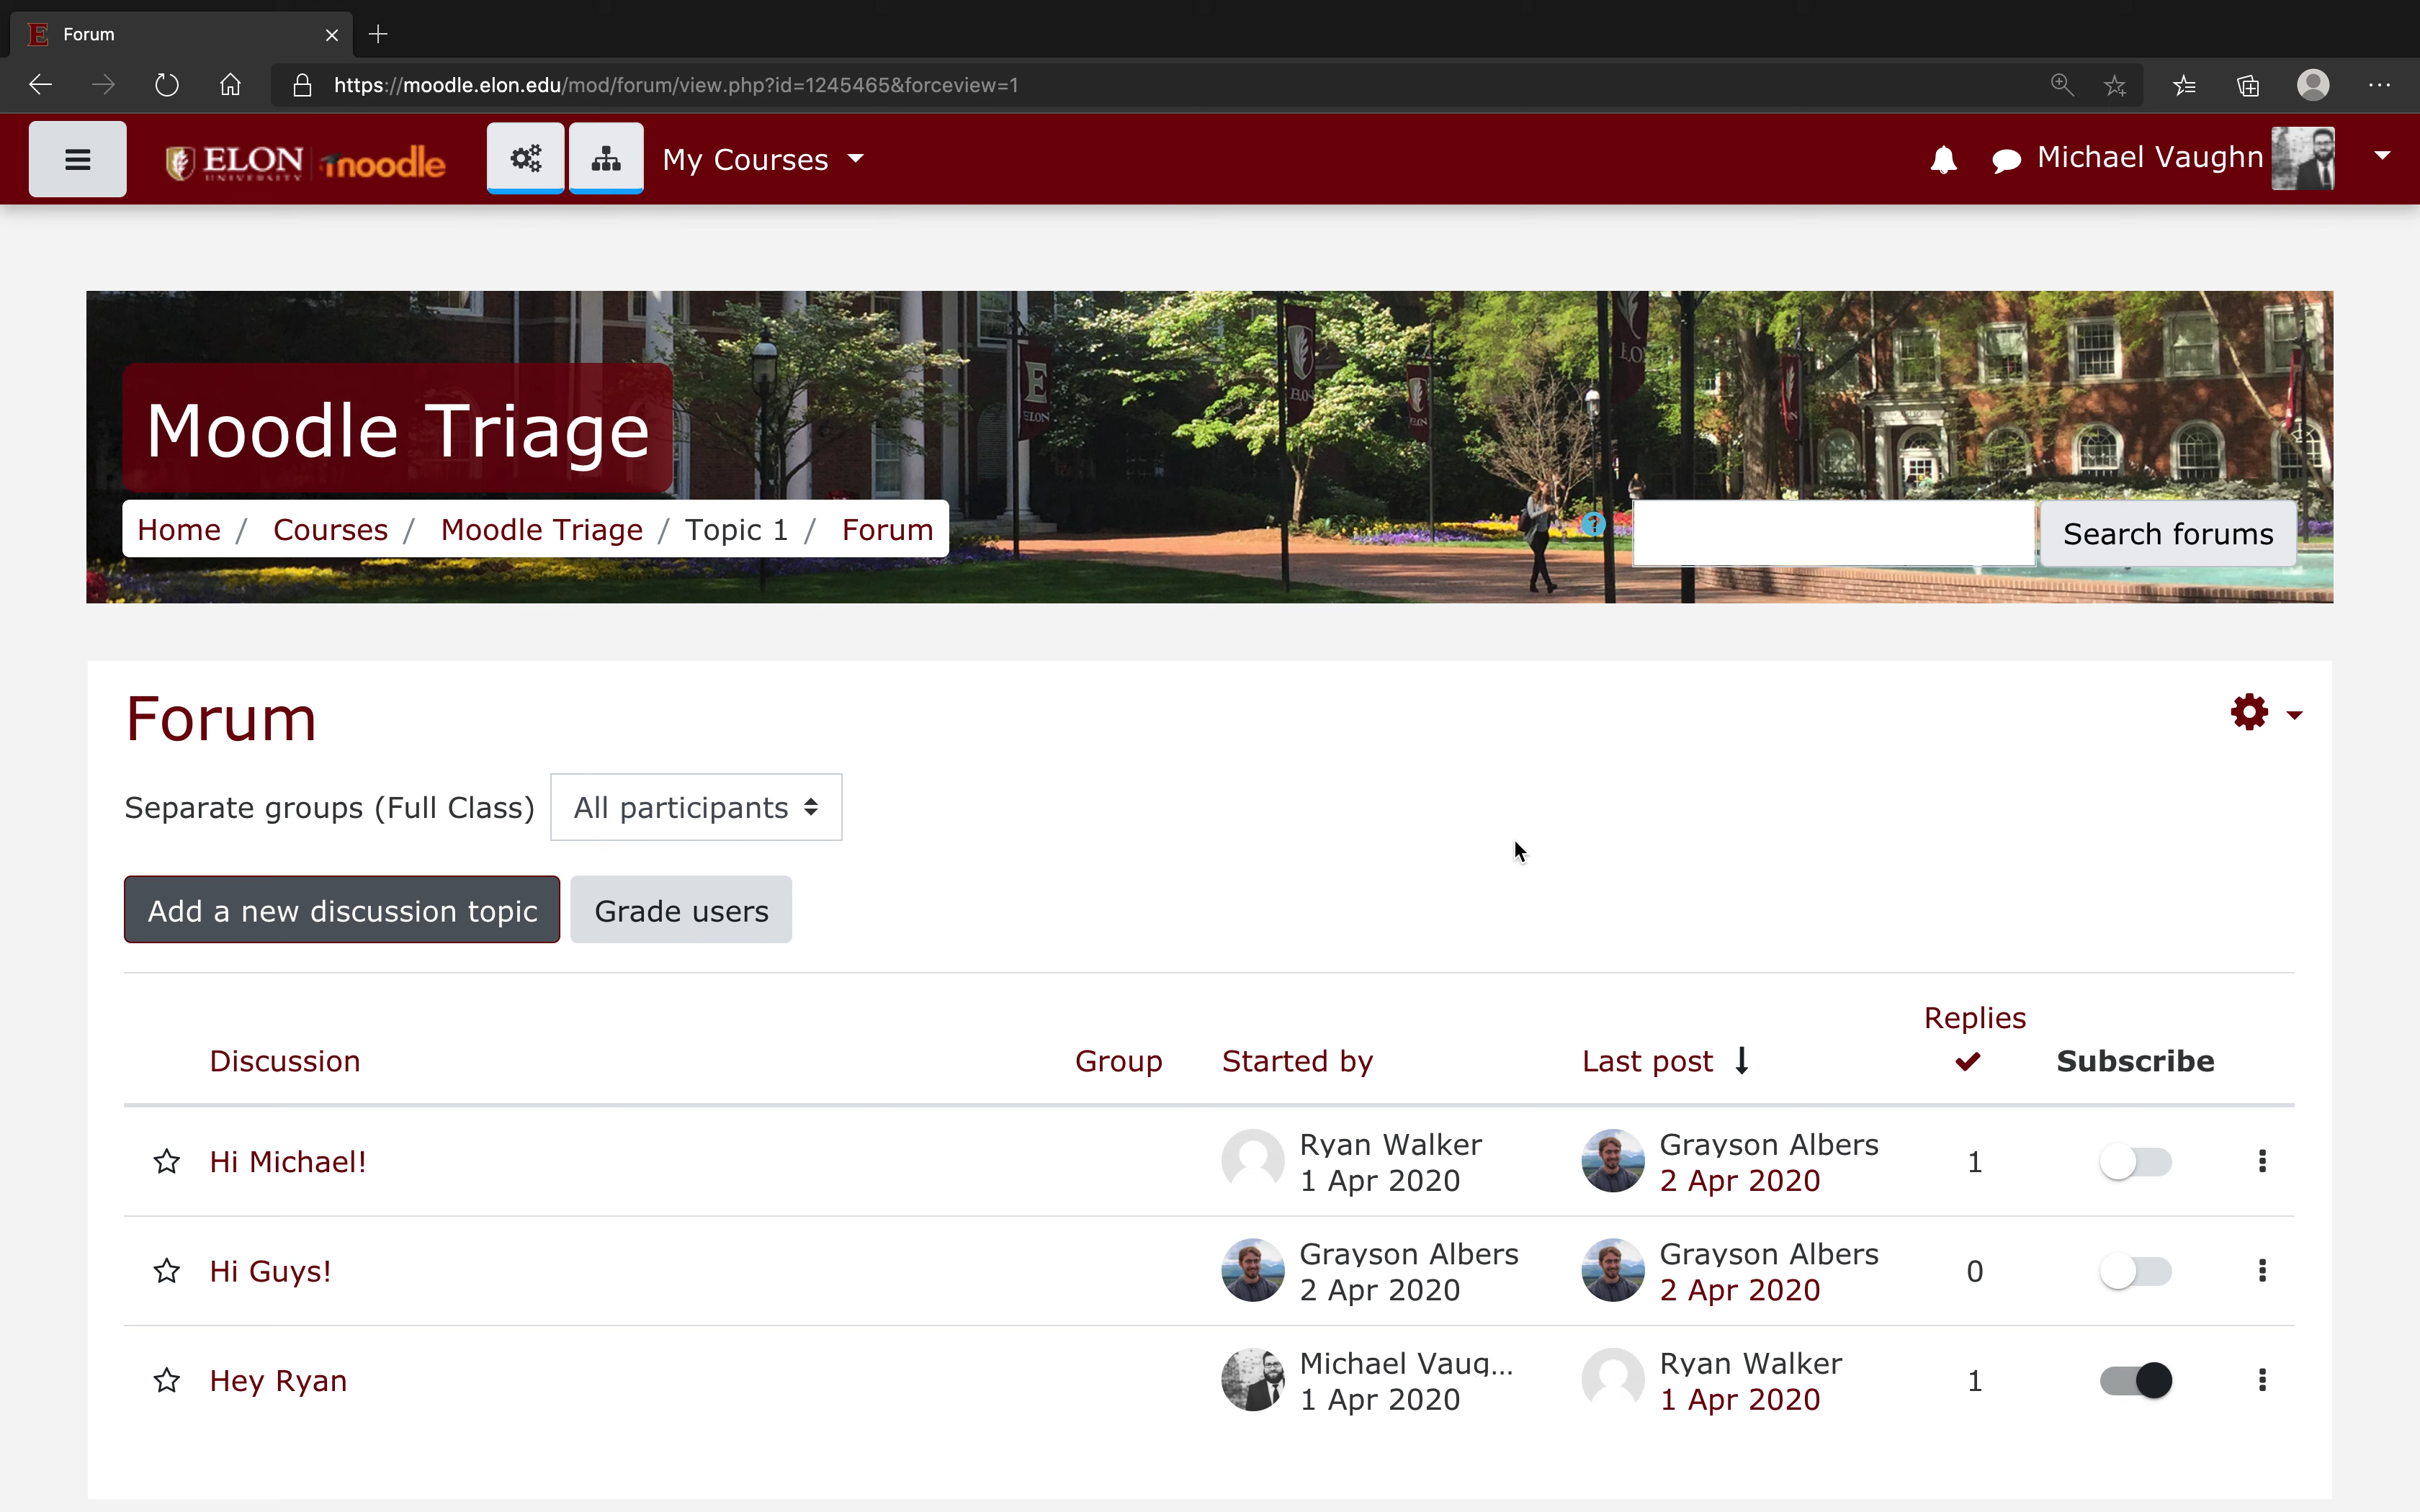 Forum
https://moodle.elon.edu/mod/forum/view.php?id=1245465&forceview=1
ELON moodle
UNIVERSITY
My Courses
Michael Vaughn
Moodle Triage
Home / Courses / Moodle Triage / Topic 1 / Forum
Search forums
E
ELON
Forum
Separate groups (Full Class) All participants
Add a new discussion topic Grade users
Replies
Discussion Group Started by Last post Subscribe
Hi Michael! Ryan Walker Grayson Albers 1
1 Apr 2020 2 Apr 2020
Hi Guys! Grayson Albers Grayson Albers 0
2 Apr 2020 2 Apr 2020
Hey Ryan Michael Vaug... Ryan Walker 1
1 Apr 2020 1 Apr 2020